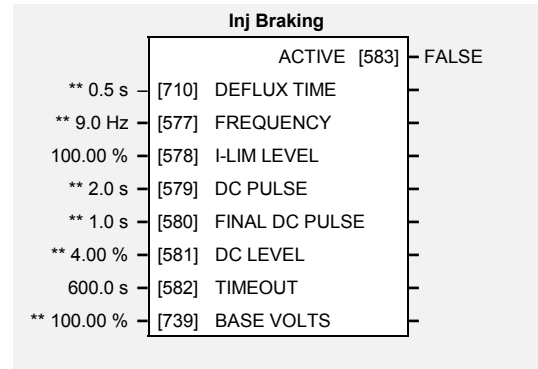 Inj Braking
ACTIVE [583] FALSE
** 0.5 s [710] DEFLUX TIME
** 9.0 Hz [577] FREQUENCY
100.00 % [578] I-LIM LEVEL
** 2.0 s [579] DC PULSE
** 1.0 s [580] FINAL DC PULSE
** 4.00 % [581] DC LEVEL
600.0 s [582] TIMEOUT
** 100.00 % [739] BASE VOLTS